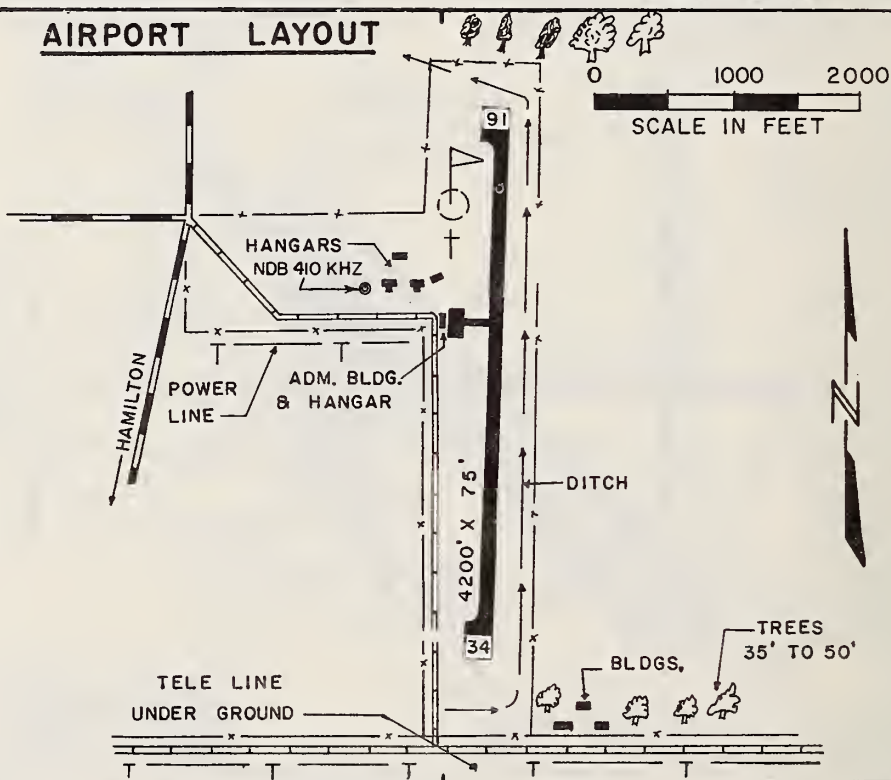 AIRPORT LAYOUT
0 1000 2000
SCALE IN FEET
16
HANGARS
NDB 410 KHZ
HAMILTON
POWER
LINE
ADM. BLDG.
& HANGAR
N
4200' X 75'
DITCH
34
TREES
35' TO 50'
BLDGS.
TELE LINE
UNDER GROUND